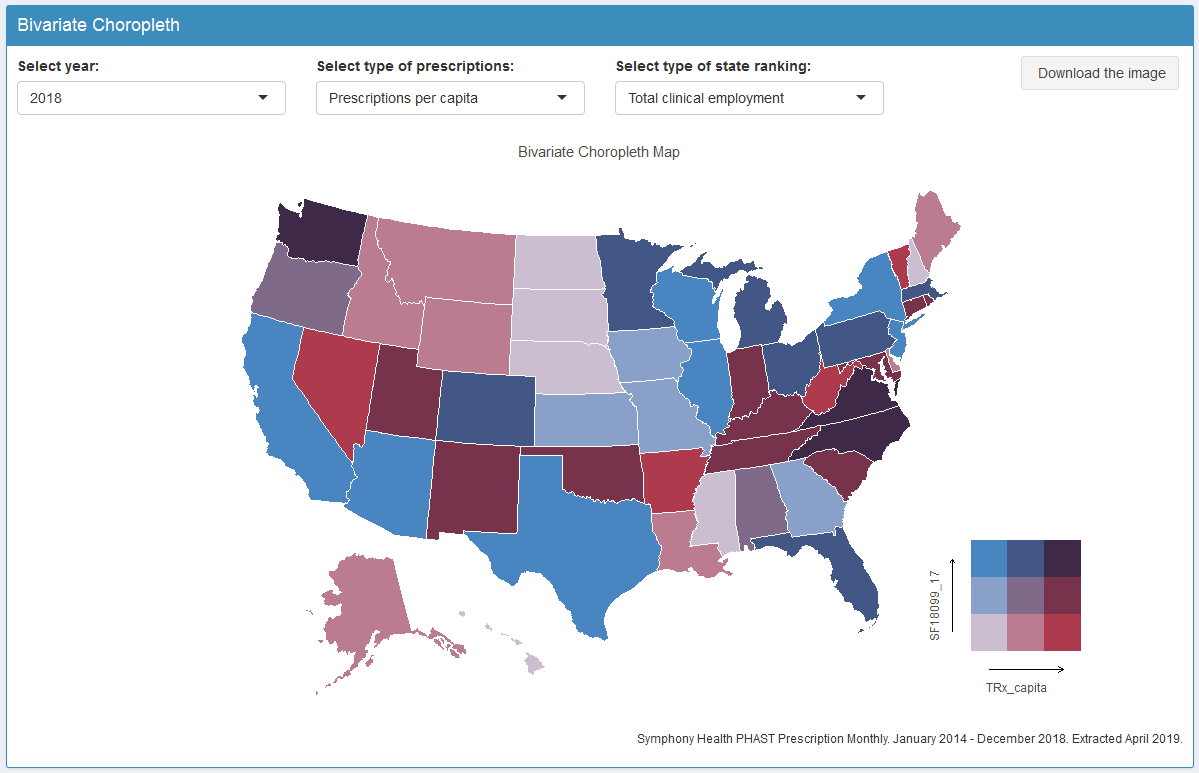 Bivariate Choropleth
Select year:
Select type of prescriptions:
Select type of state ranking:
Download the image
2018
Prescriptions per capita
Total clinical employment
Bivariate Choropleth Map
SF18099_17
TRx_capita
Symphony Health PHAST Prescription Monthly. January 2014 - December 2018. Extracted April 2019.